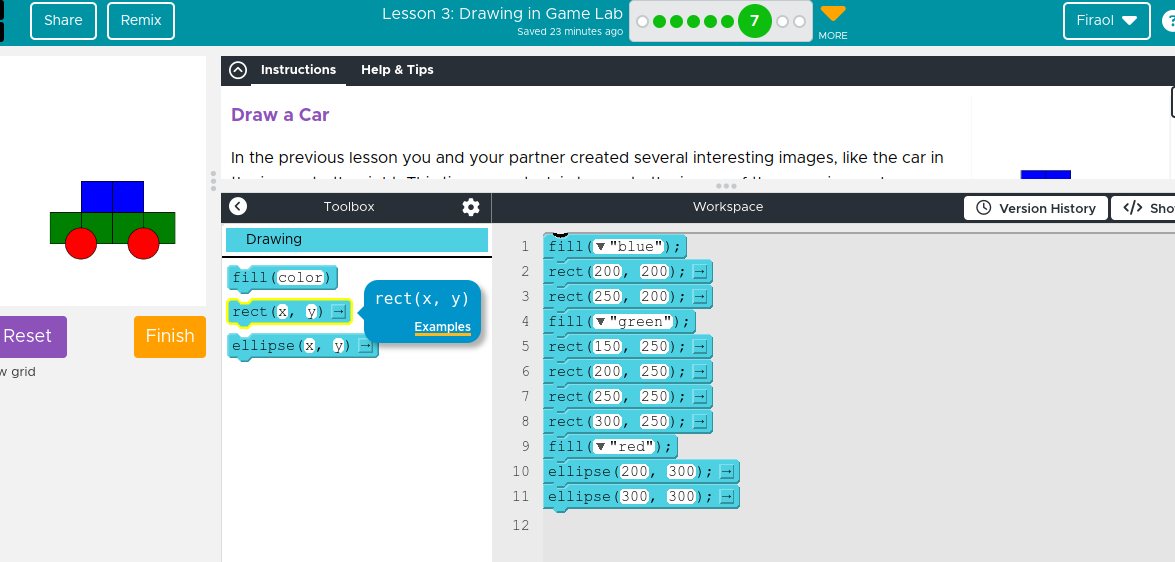 Share
Remix
Lesson 3: Drawing in Game Lab
Saved 23 minutes ago
7
MORE
Firaol
?
Instructions
Help & Tips
Draw a Car
In the previous lesson you and your partner created several interesting images, like the car in
Toolbox
Workspace
Version History
</> Sho
Drawing
fill(color)
rect(x, y)
ellipse(x, y)
rect(x, y)
Examples
Reset
Finish
w grid
1 fill("blue");
2 rect(200, 200);
3 rect(250, 200);
4 fill("green");
5 rect(150, 250);
6 rect(200, 250);
7 rect(250, 250);
8 rect(300, 250);
9 fill("red");
10 ellipse(200, 300);
11 ellipse(300, 300);
12